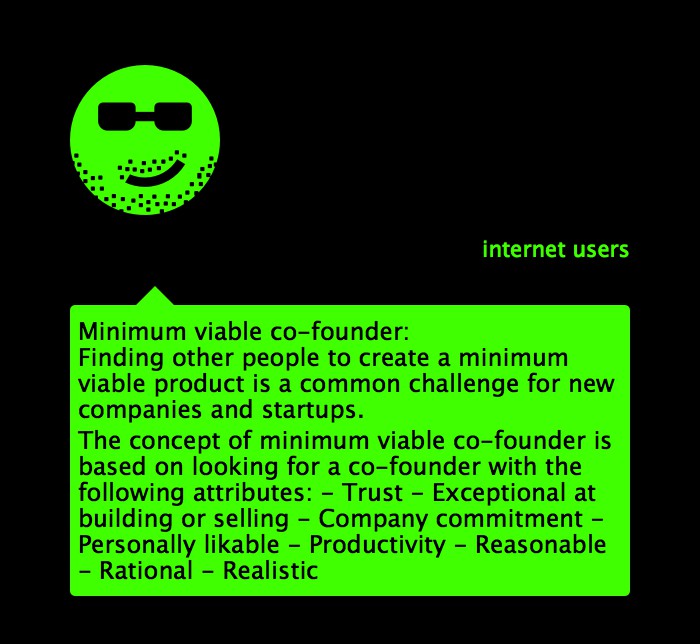 internet users
Minimum viable co–founder:
Finding other people to create a minimum
viable product is a common challenge for new
companies and startups.
The concept of minimum viable co–founder is
based on looking for a co–founder with the
following attributes: – Trust – Exceptional at
building or selling – Company commitment –
Personally likable – Productivity – Reasonable
– Rational – Realistic